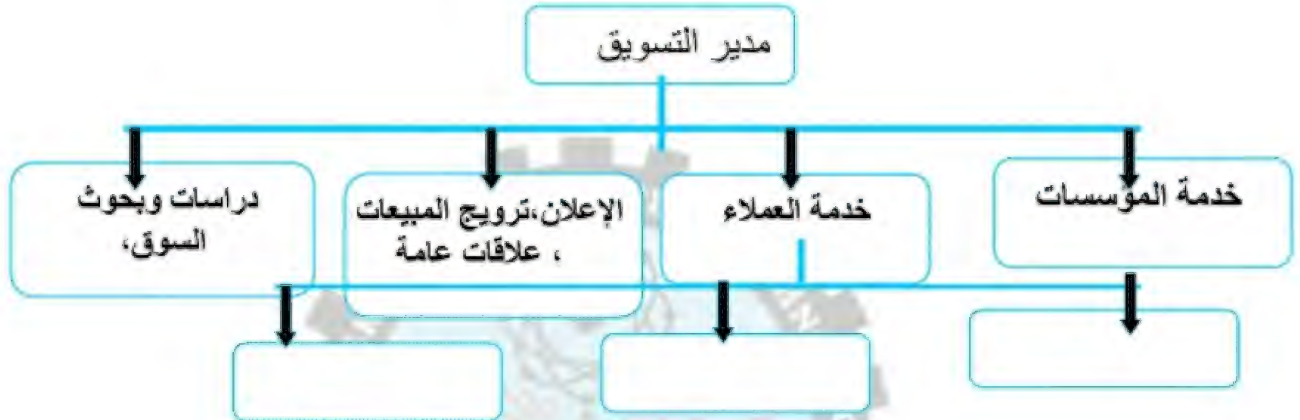 مدير التسويق
خدمة المؤسسات
خدمة العملاء
الإعلان،ترويج المبيعات
، علاقات عامة
دراسات وبحوث
السوق،